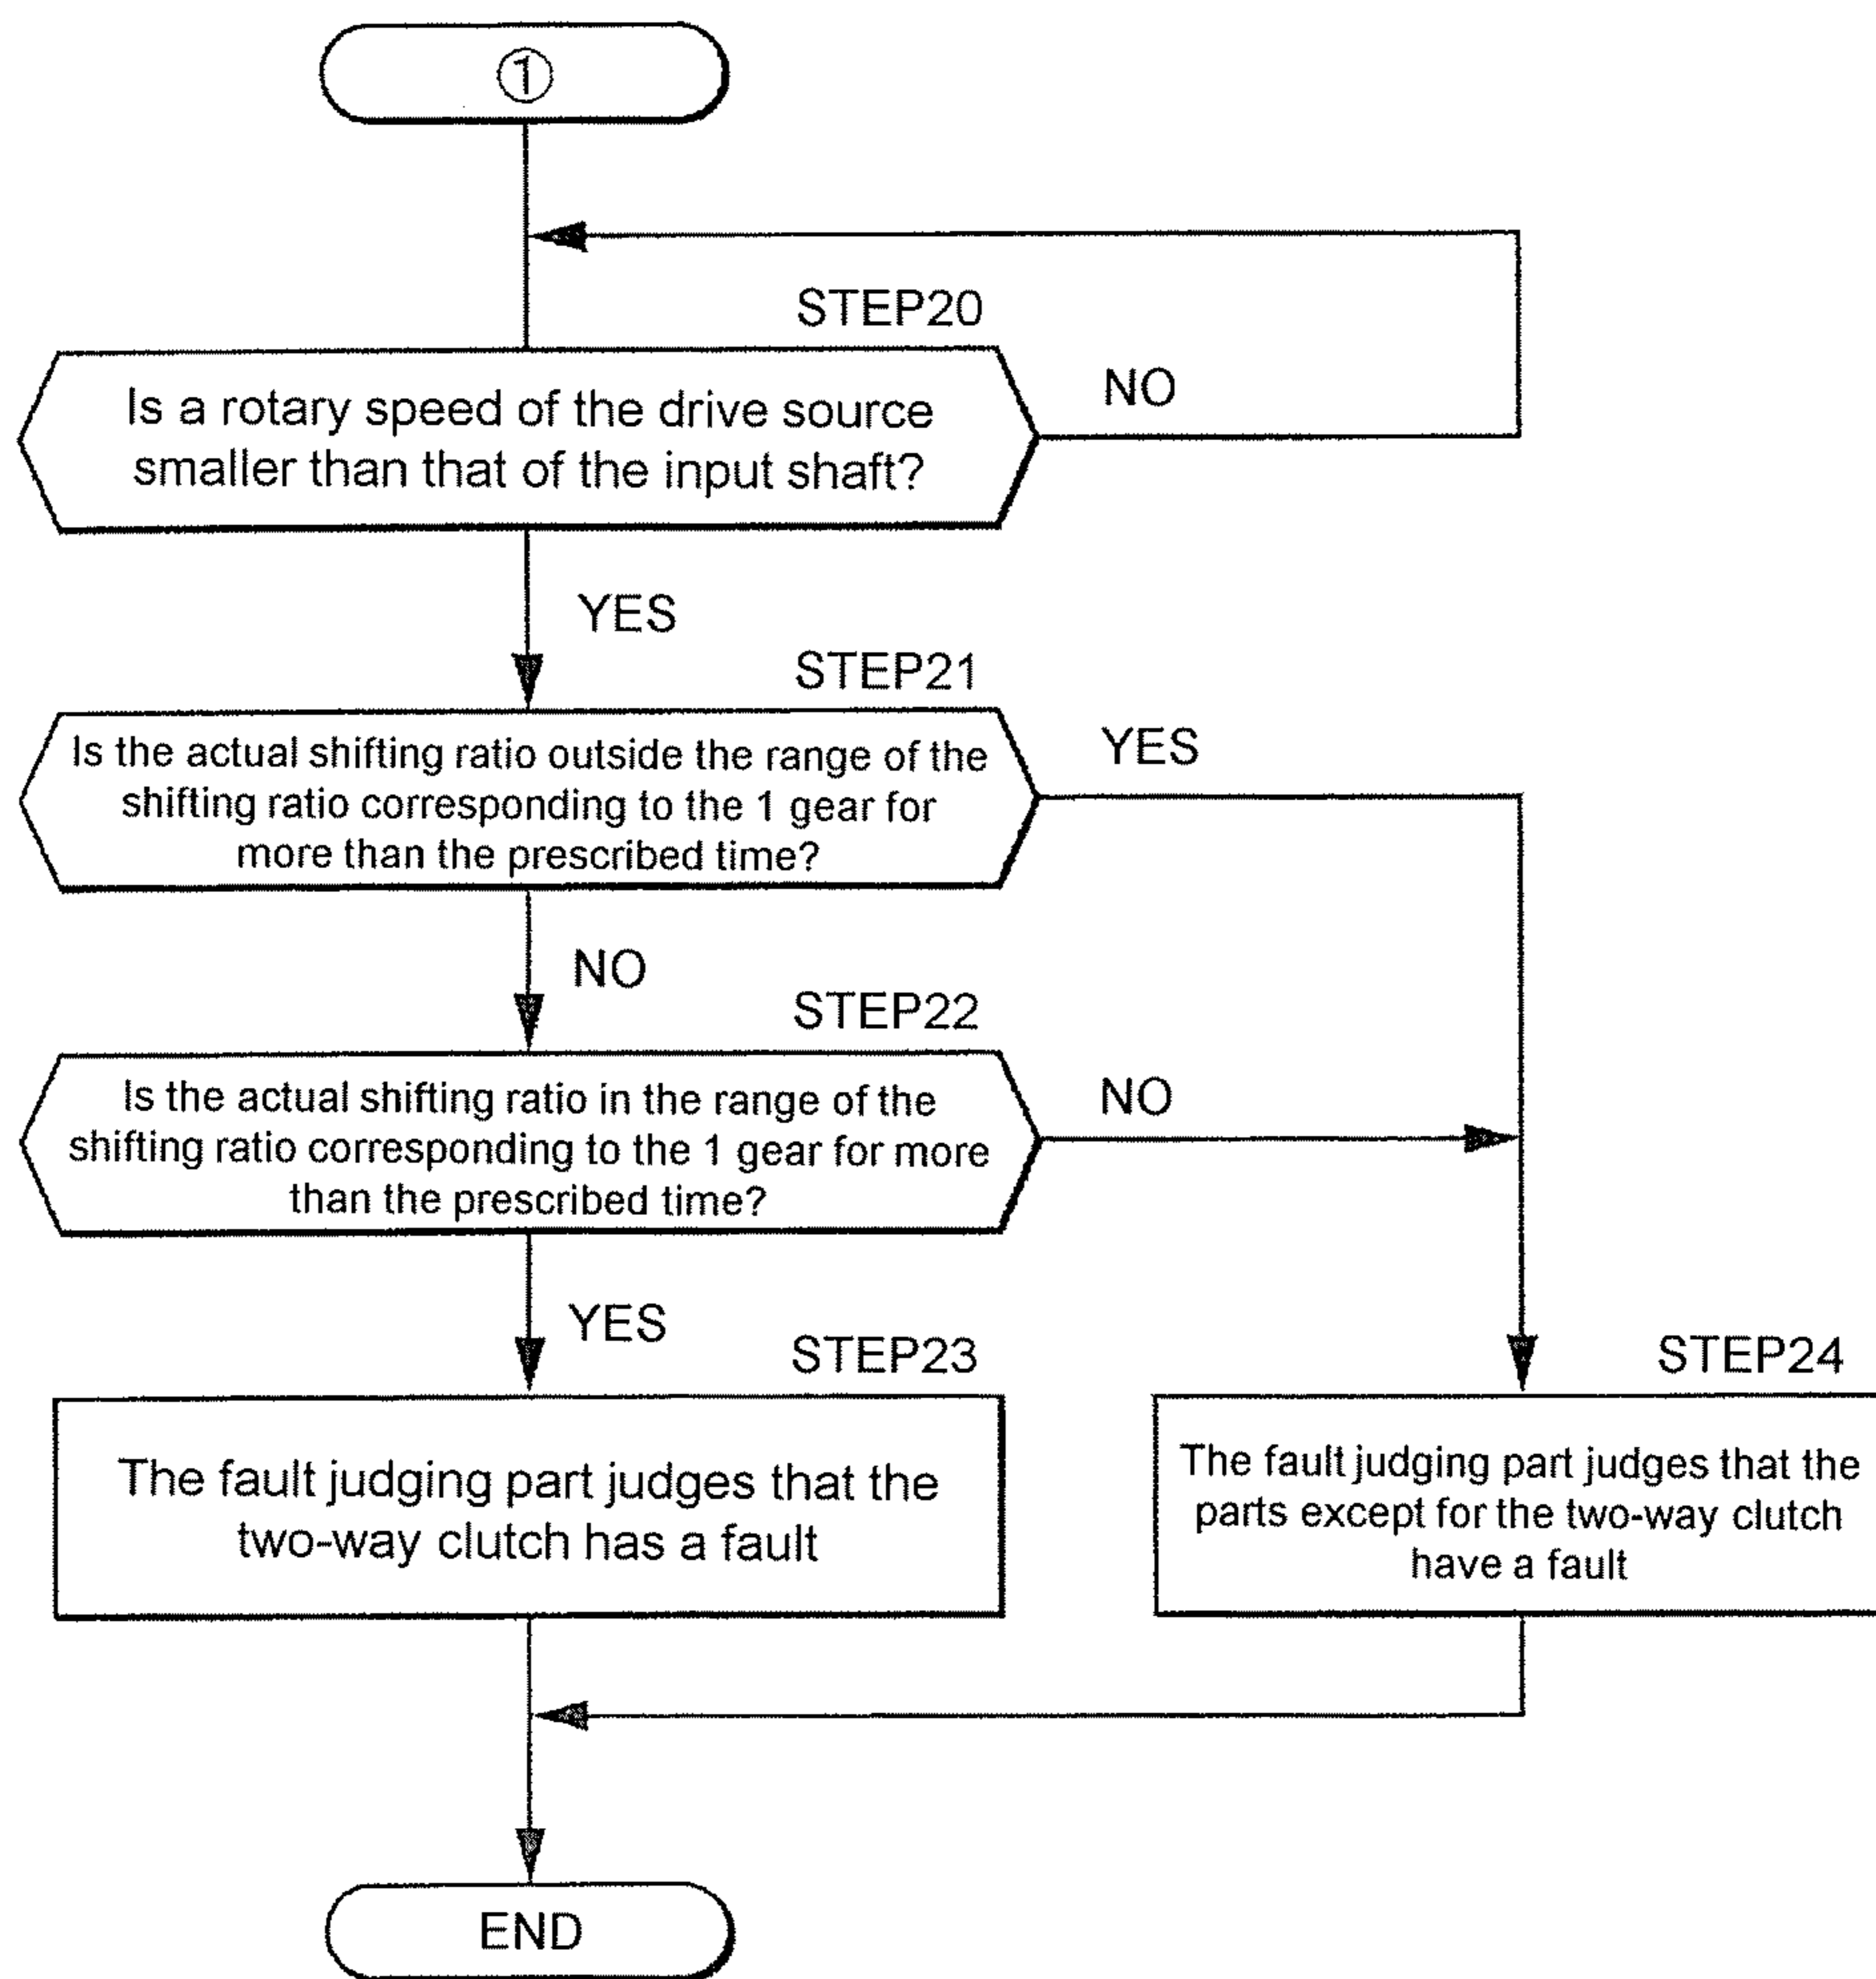 ①
STEP20
Is a rotary speed of the drive source
smaller than that of the input shaft?
NO
YES
STEP21
Is the actual shifting ratio outside the range of the
shifting ratio corresponding to the 1 gear for
more than the prescribed time?
YES
NO
STEP22
Is the actual shifting ratio in the range of the
shifting ratio corresponding to the 1 gear for more
than the prescribed time?
NO
YES
STEP23
The fault judging part judges that the
two-way clutch has a fault
STEP24
The fault judging part judges that the
parts except for the two-way clutch
have a fault
END